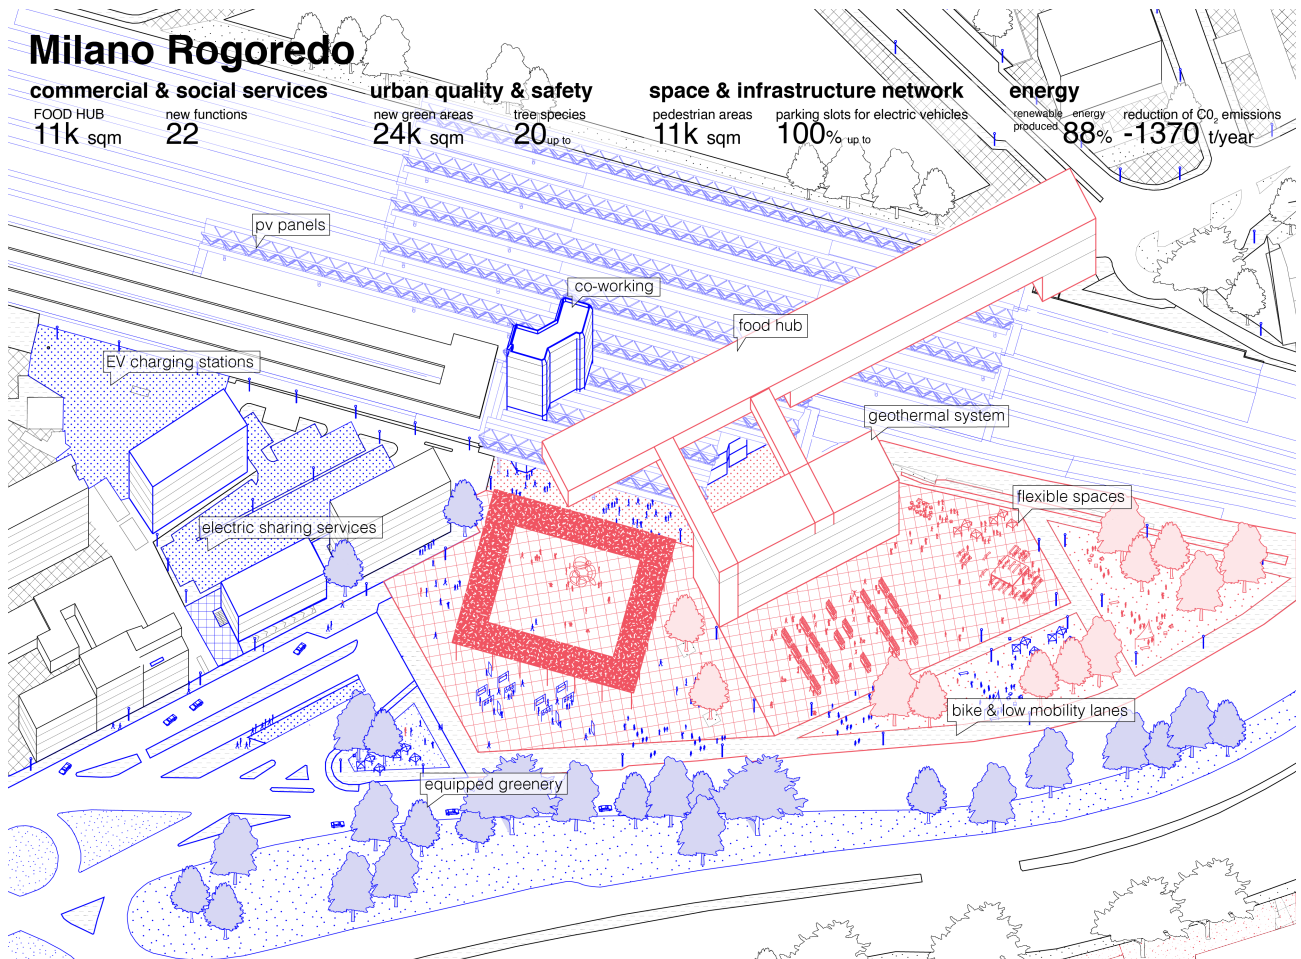 Milano Rogoredo
commercial & social services
FOOD HUB
11k sqm
new functions
22
urban quality & safety
new green areas
24k sqm
tree species
20 up to
space & infrastructure network
pedestrian areas
11k sqm
parking slots for electric vehicles
100% up to
energy
renewable energy
produced 88%
reduction of C0₂ emissions
-1370 t/year
pv panels
co-working
food hub
EV charging stations
geothermal system
flexible spaces
electric sharing services
bike & low mobility lanes
equipped greenery